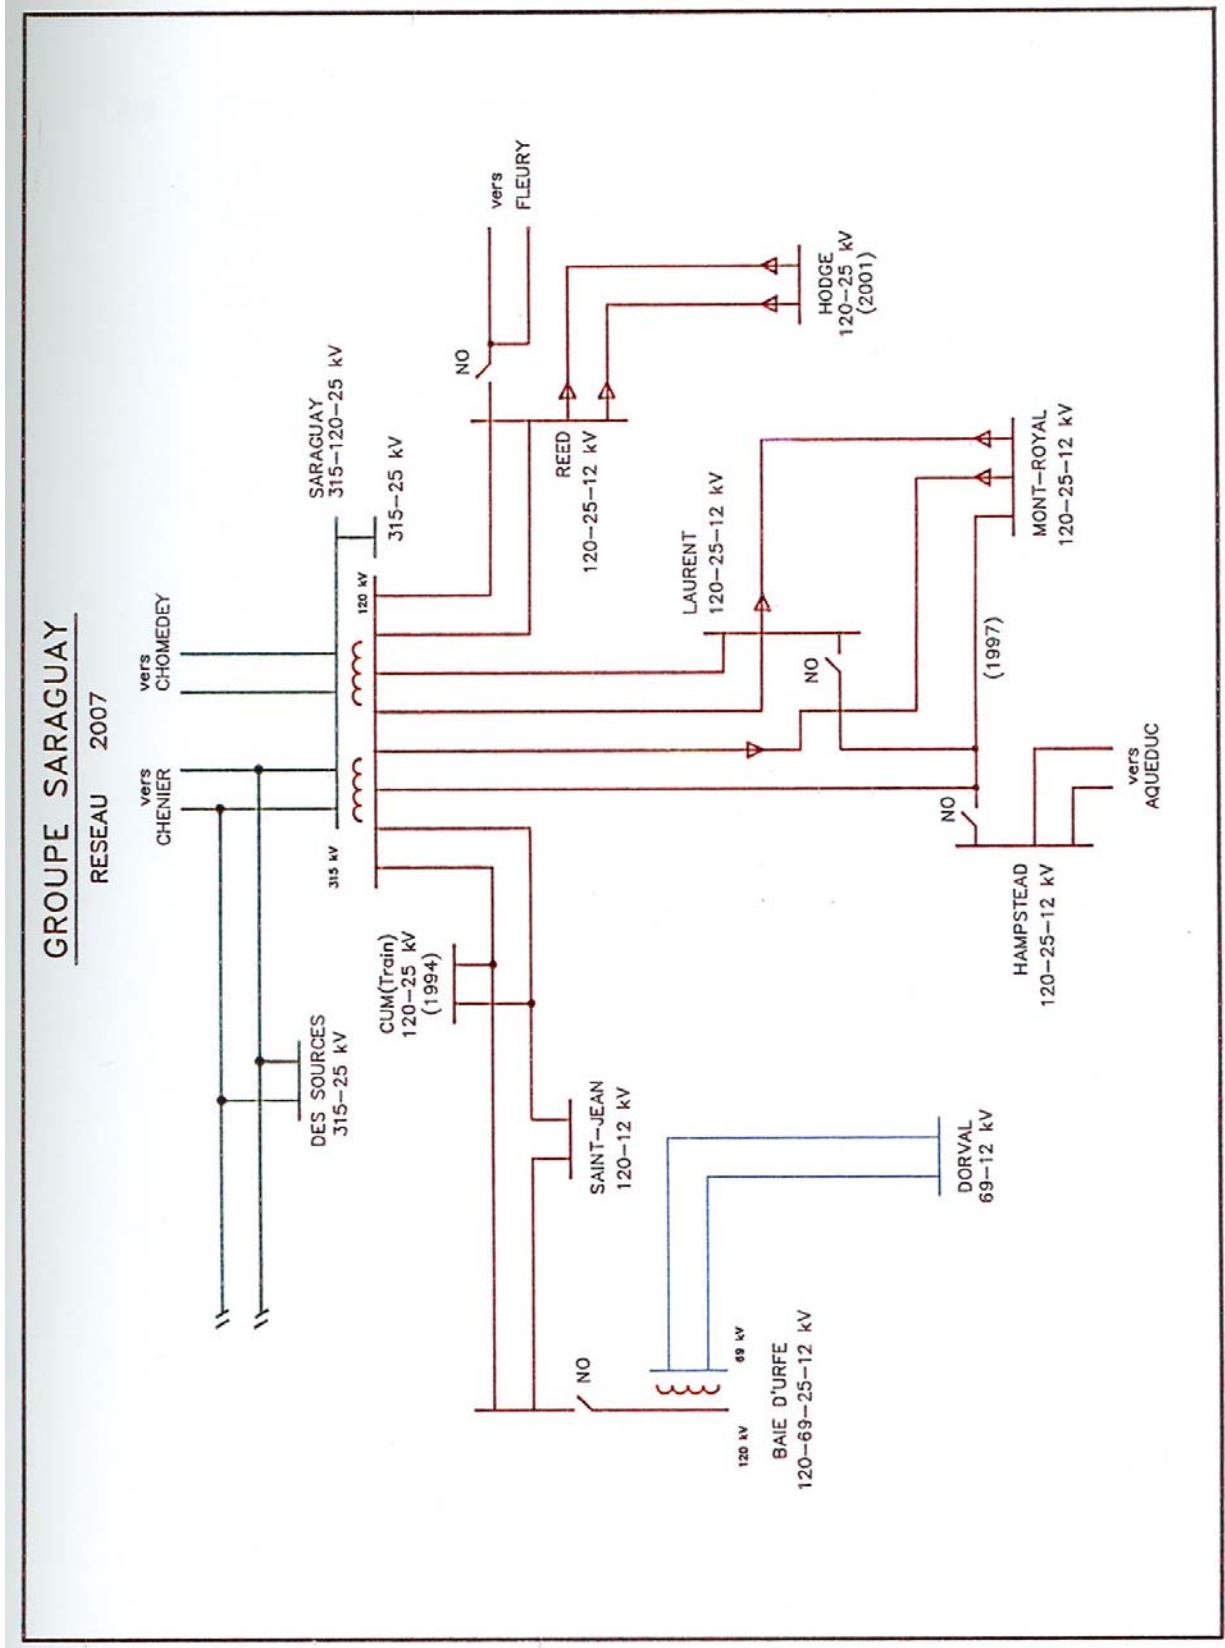 GROUPE SARAGUAY
RESEAU 2007
vers
CHENIER
vers
CHOMEDEY
SARAGUAY
315-120-25 kV
315 kV
120 kV
315-25 kV
DES SOURCES
315-25 kV
CUM(Train)
120-25 kV
(1994)
NO
vers
FLEURY
REED
120-25-12 kV
SAINT-JEAN
120-12 kV
NO
LAURENT
120-25-12 kV
NO
HODGE
120-25 kV
(2001)
120 kV
69 kV
BAIE D'URFE
120-69-25-12 kV
DORVAL
69-12 kV
NO
(1997)
HAMPSTEAD
120-25-12 kV
MONT-ROYAL
120-25-12 kV
vers
AQUEDUC